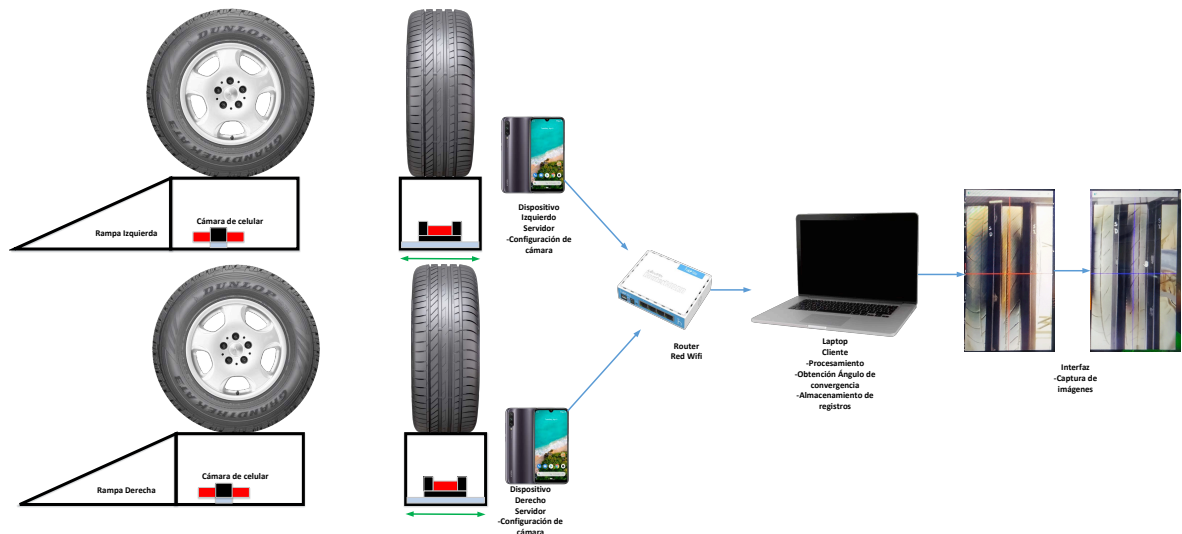 DUNLOP
GRANDTREK AT3
Cámara de celular
Rampa Izquierda
Dispositivo
Izquierdo
Servidor
-Configuración de
cámara
DUNLOP
GRANDTREK AT3
Cámara de celular
Rampa Derecha
Dispositivo
Derecho
Servidor
-Configuración de
cámara
Router
Red Wifi
Laptop
Cliente
-Procesamiento
-Obtención Ángulo de
convergencia
-Almacenamiento de
registros
Interfaz
-Captura de
imágenes